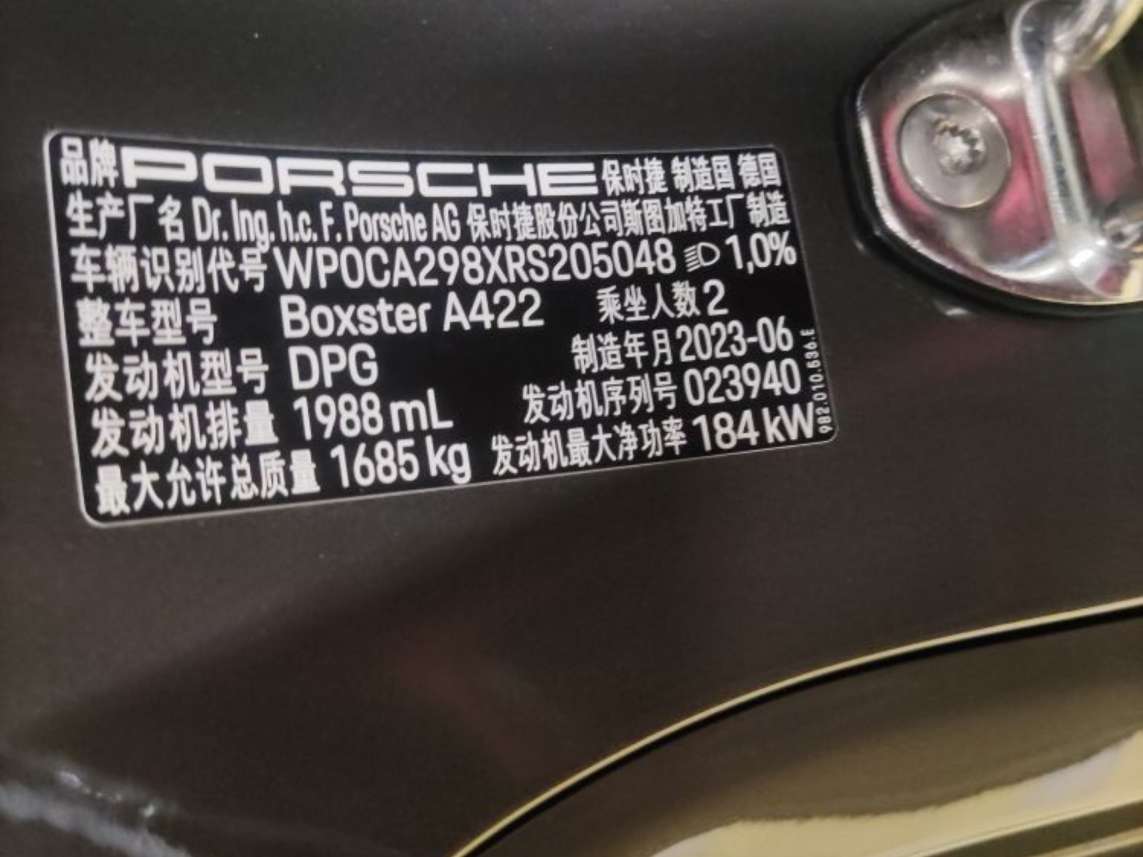 品牌 PORSCHE 保时捷 制造国 德国
生产厂名 Dr. Ing. h.c. F. Porsche AG 保时捷股份公司斯图加特工厂制造
车辆识别代号 WP0CA298XRS205048 1,0%
整车型号 Boxster A422 乘坐人数 2
发动机型号 DPG 制造年月 2023-06
发动机排量 1988 mL 发动机序列号 023940
最大允许总质量 1685 kg 发动机最大净功率 184 kW
982.010.536.E